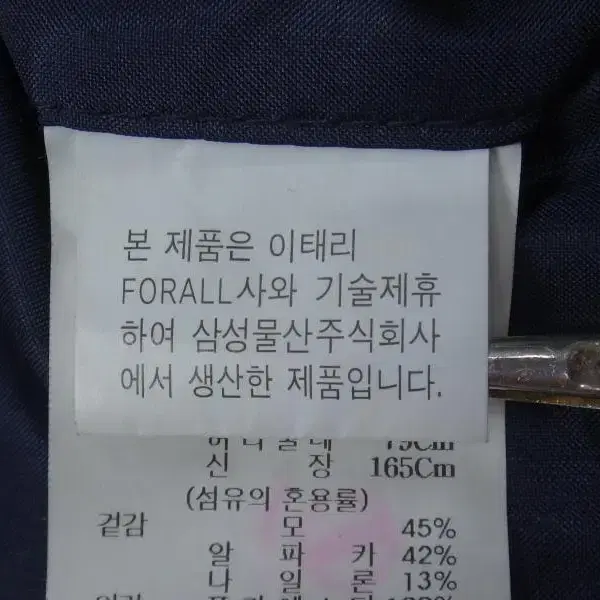 본 제품은 이태리
FORALL사와 기술제휴
하여 삼성물산주식회사
에서 생산한 제품입니다.
신 장 165Cm
(섬유의 혼용률)
겉감 모 45%
알 파 카 42%
나 일 론 13%